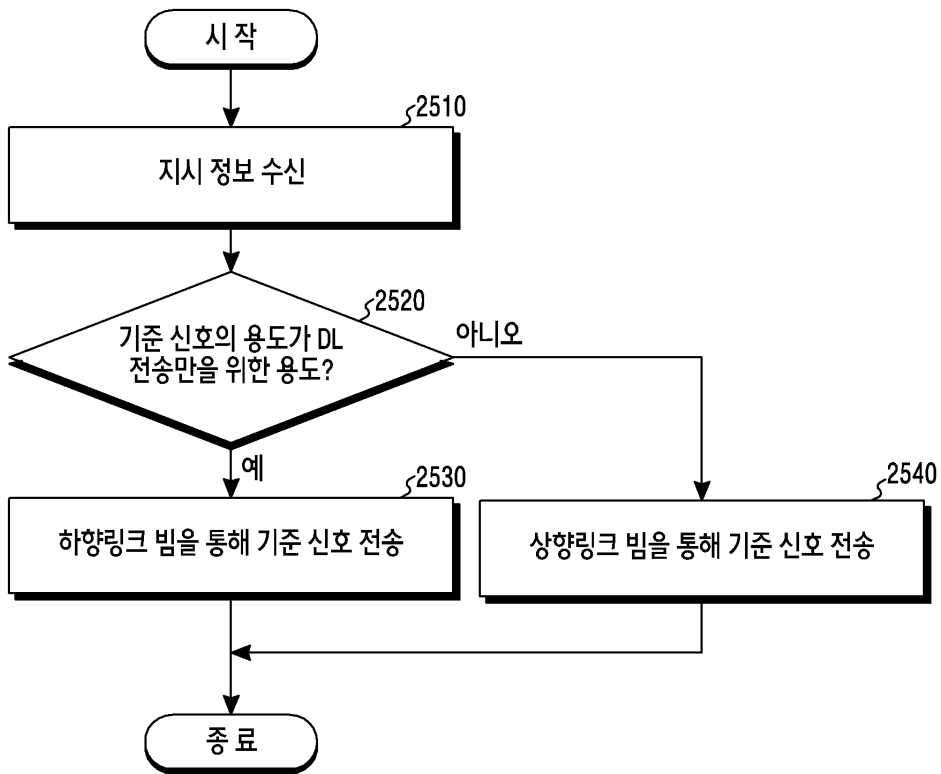 시 작
2510
지시 정보 수신
2520
기준 신호의 용도가 DL
전송만을 위한 용도?
아니오
예
2530
하향링크 빔을 통해 기준 신호 전송
2540
상향링크 빔을 통해 기준 신호 전송
종 료